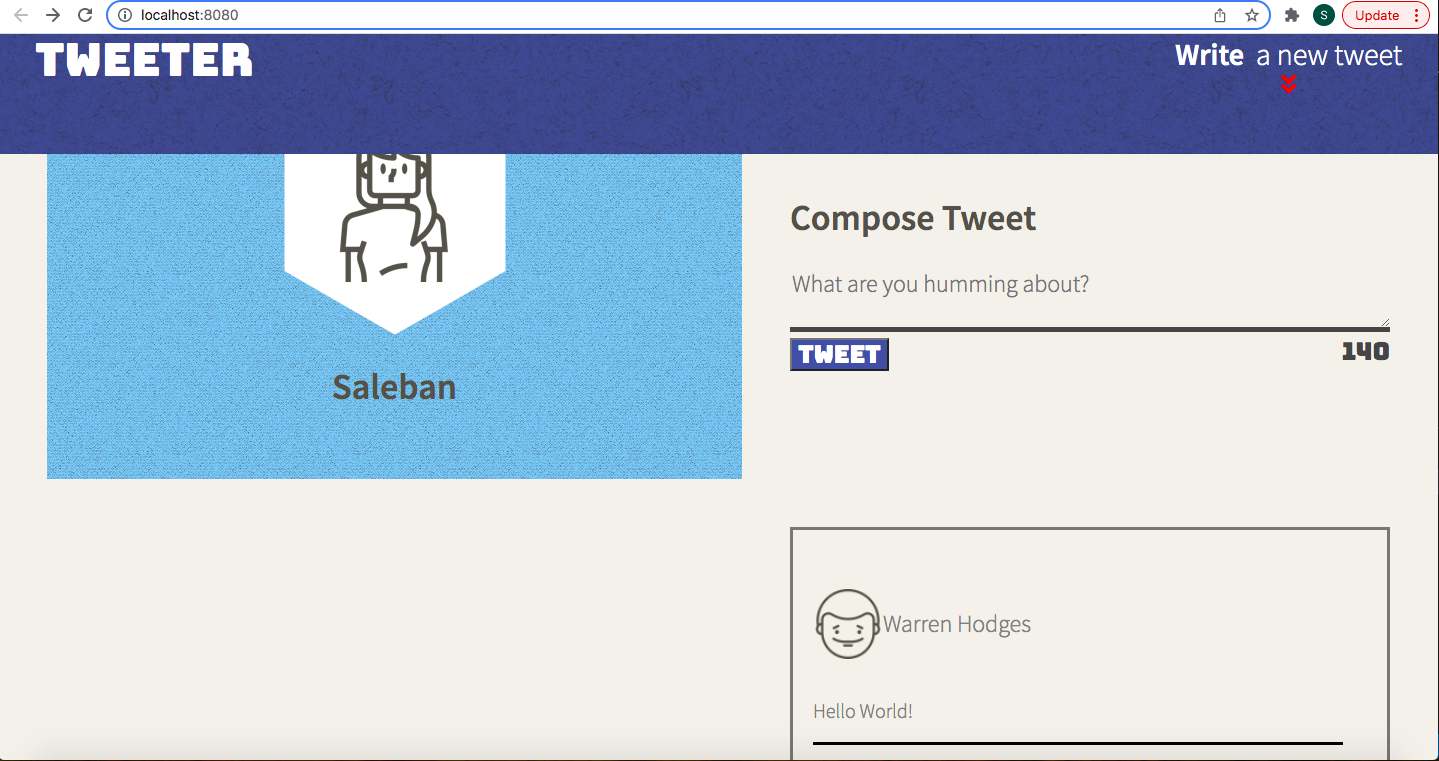 localhost:8080
S
Update
TWEETER
Write a new tweet
Saleban
Compose Tweet
What are you humming about?
TWEET
140
Warren Hodges
Hello World!